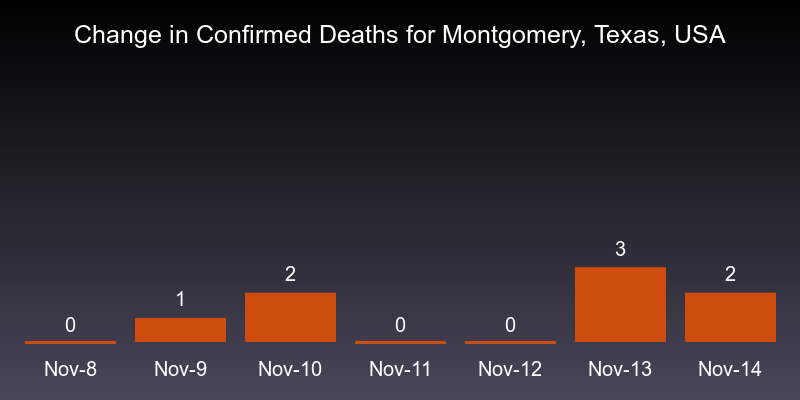 Change in Confirmed Deaths for Montgomery, Texas, USA
0 1 2 0 0 3 2
Nov-8 Nov-9 Nov-10 Nov-11 Nov-12 Nov-13 Nov-14